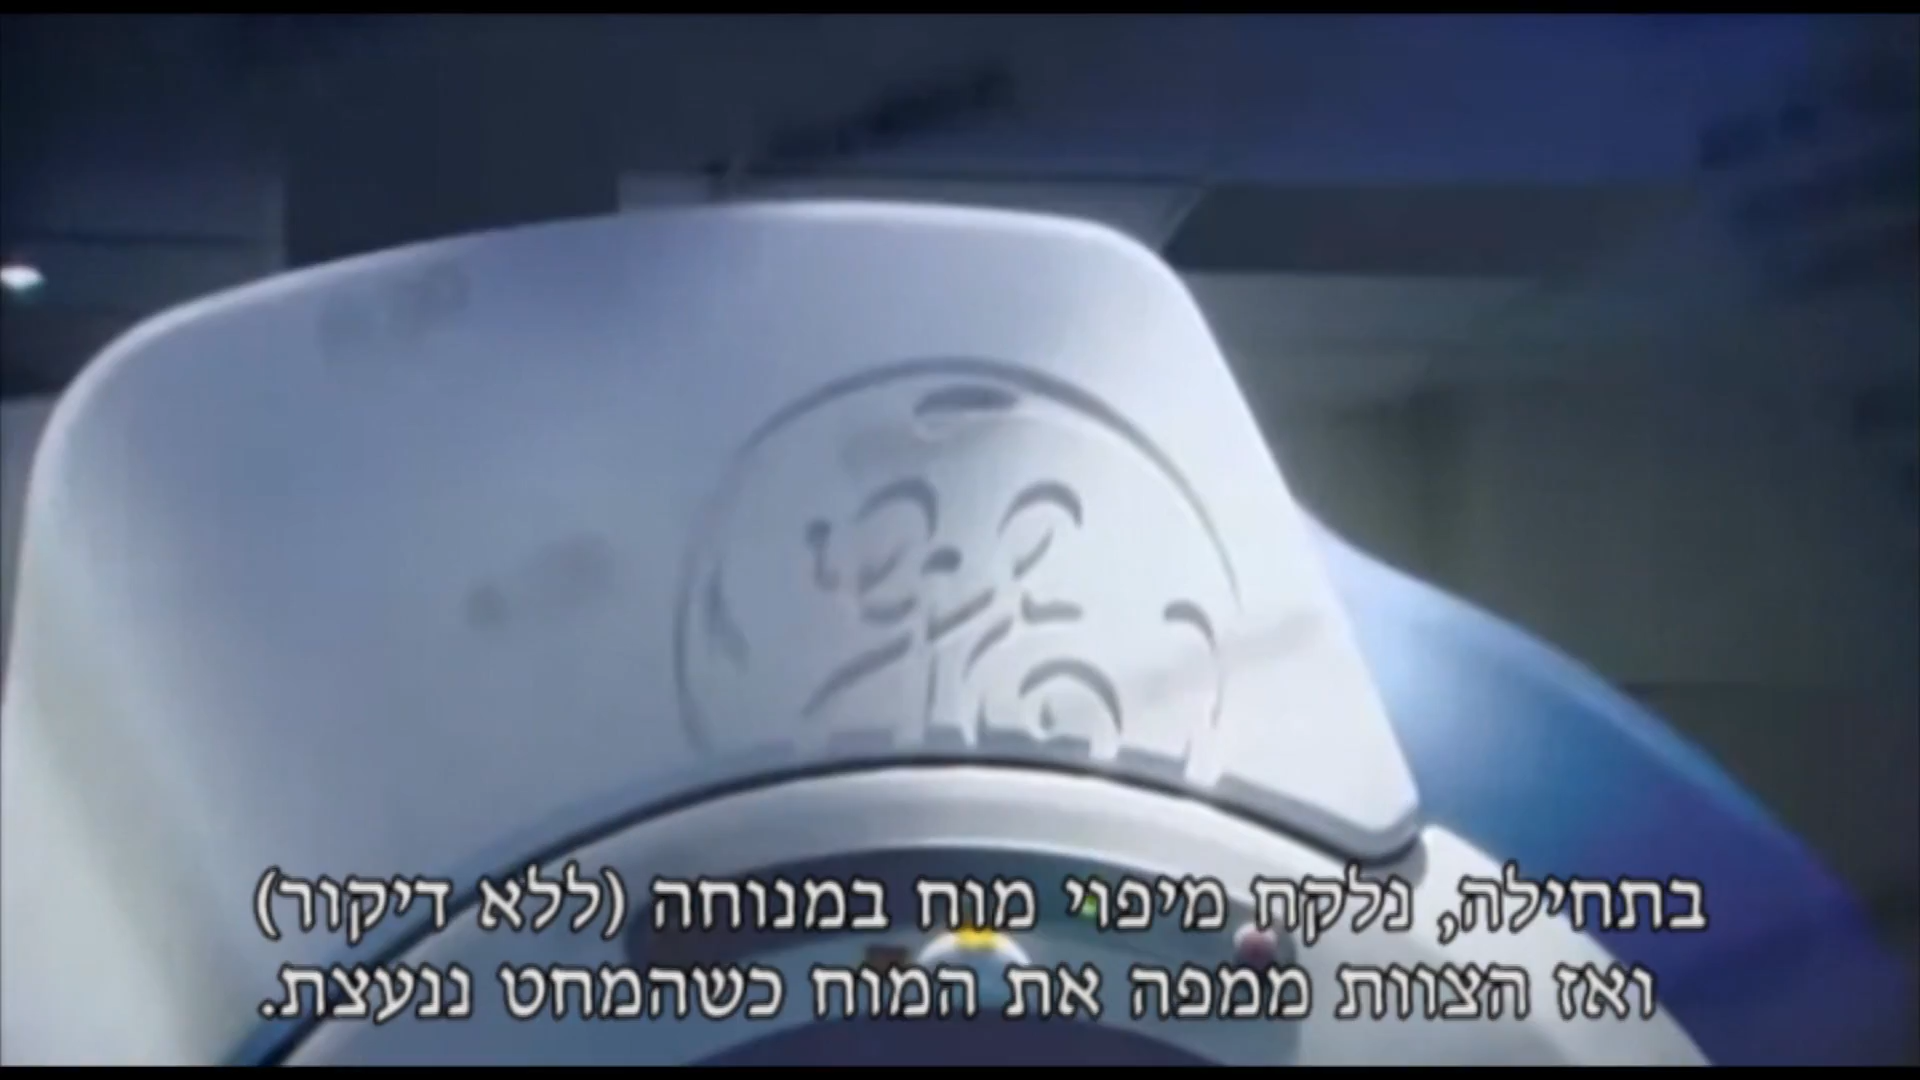 בתחילה, נלקח מיפוי מוח במנוחה (ללא דיקור)
ואז הצוות ממפה את המוח כשהמחט ננעצת.